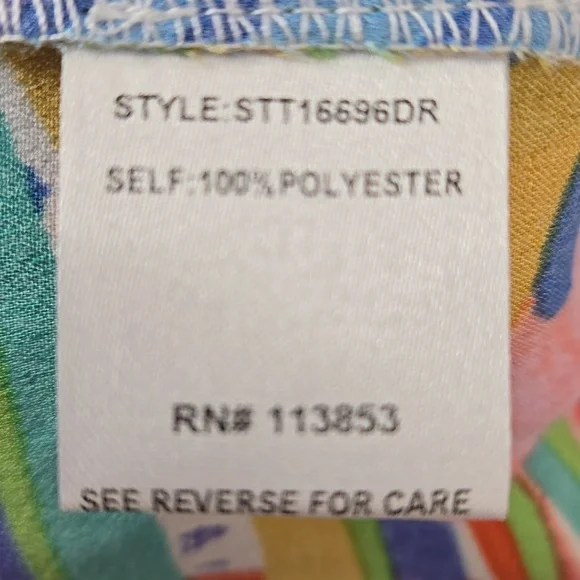 STYLE:STT16696DR
SELF:100%POLYESTER
RN# 113853
SEE REVERSE FOR CARE